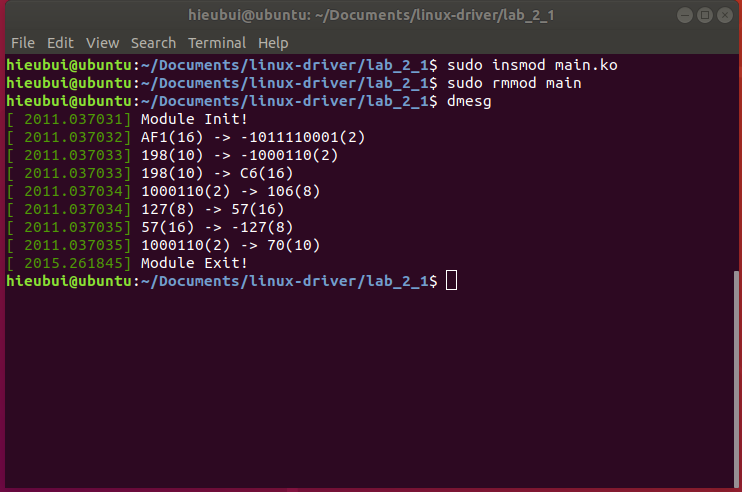 hieubui@ubuntu: ~/Documents/linux-driver/lab_2_1
File Edit View Search Terminal Help
hieubui@ubuntu:~/Documents/linux-driver/lab_2_1$ sudo insmod main.ko
hieubui@ubuntu:~/Documents/linux-driver/lab_2_1$ sudo rmmod main
hieubui@ubuntu:~/Documents/linux-driver/lab_2_1$ dmesg
[ 2011.037031] Module Init!
[ 2011.037032] AF1(16) -> -1011110001(2)
[ 2011.037033] 198(10) -> -1000110(2)
[ 2011.037033] 198(10) -> C6(16)
[ 2011.037034] 1000110(2) -> 106(8)
[ 2011.037034] 127(8) -> 57(16)
[ 2011.037035] 57(16) -> -127(8)
[ 2011.037035] 1000110(2) -> 70(10)
[ 2015.261845] Module Exit!
hieubui@ubuntu:~/Documents/linux-driver/lab_2_1$